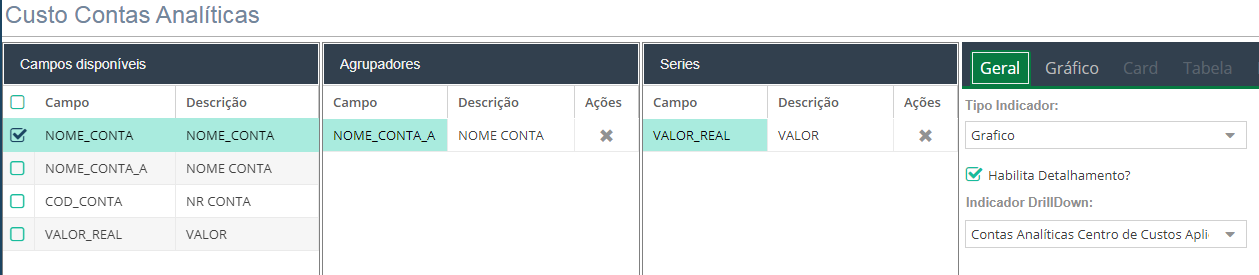 Custo Contas Analíticas
Campos disponíveis
Campo Descrição
NOME_CONTA NOME_CONTA
NOME_CONTA_A NOME CONTA
COD_CONTA NR CONTA
VALOR_REAL VALOR
Agrupadores
Campo Descrição Ações
NOME_CONTA_A NOME CONTA
Series
Campo Descrição Ações
VALOR_REAL VALOR
Geral Gráfico Card Tabela
Tipo Indicador:
Grafico
Habilita Detalhamento?
Indicador DrillDown:
Contas Analíticas Centro de Custos Apli